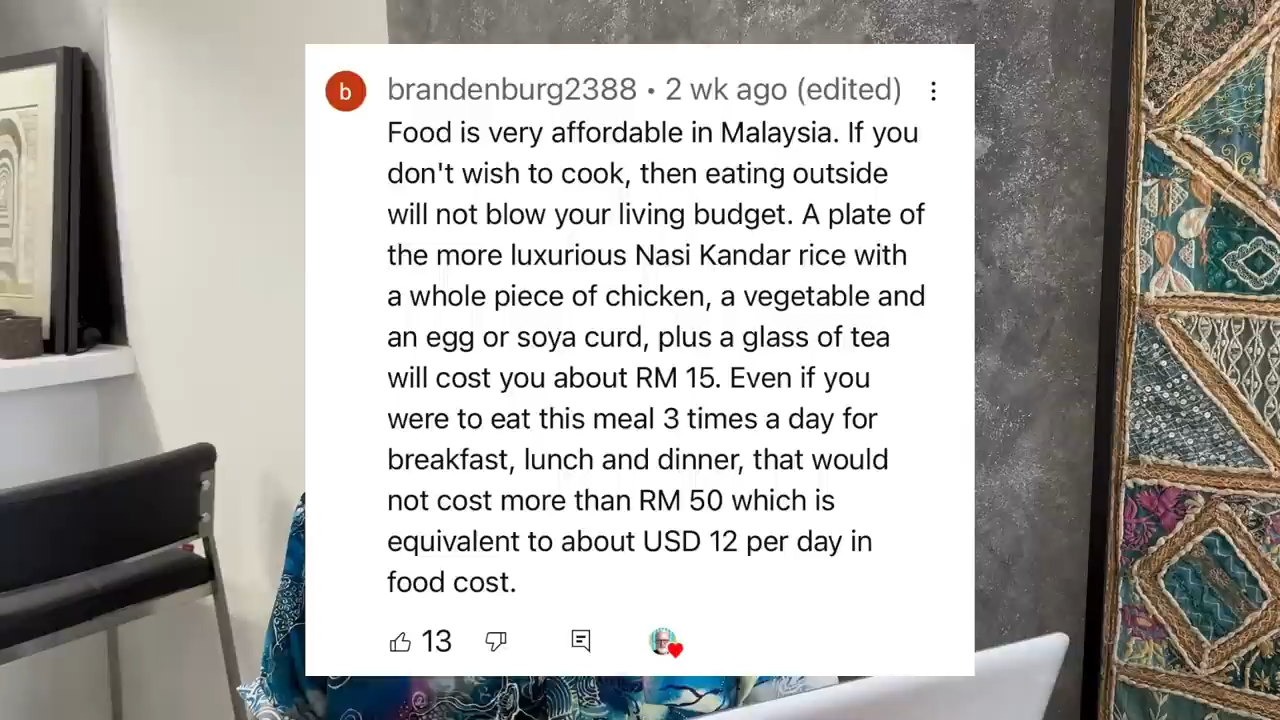 b
brandenburg2388 • 2 wk ago (edited)
Food is very affordable in Malaysia. If you
don't wish to cook, then eating outside
will not blow your living budget. A plate of
the more luxurious Nasi Kandar rice with
a whole piece of chicken, a vegetable and
an egg or soya curd, plus a glass of tea
will cost you about RM 15. Even if you
were to eat this meal 3 times a day for
breakfast, lunch and dinner, that would
not cost more than RM 50 which is
equivalent to about USD 12 per day in
food cost.
13